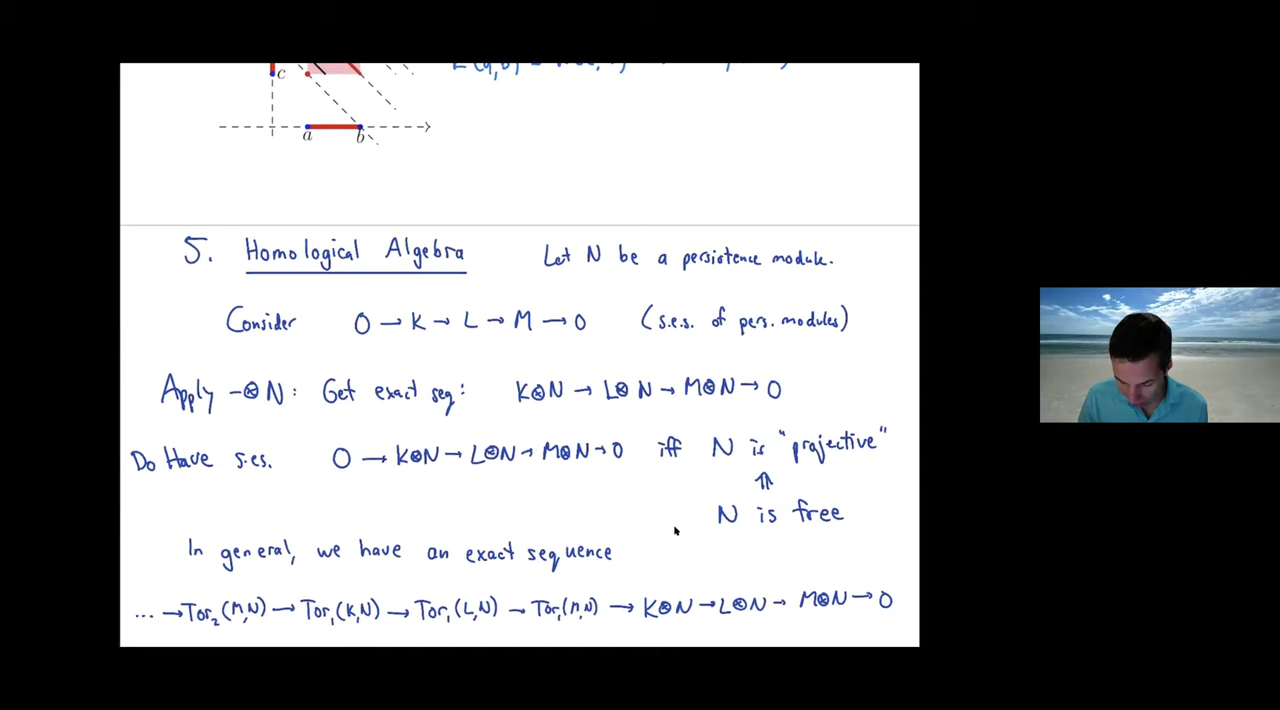 c
a b
5. Homological Algebra Let N be a persistence module.
Consider 0 → K → L → M → 0 (s.e.s. of pers. modules)
Apply -⊗N: Get exact seq: K⊗N → L⊗N → M⊗N → 0
Do Have s.e.s. 0 → K⊗N → L⊗N → M⊗N → 0 iff N is "projective"
⇑
N is free
In general, we have an exact sequence
... → Tor₂(M,N) → Tor₁(K,N) → Tor₁(L,N) → Tor₁(M,N) → K⊗N → L⊗N → M⊗N → 0